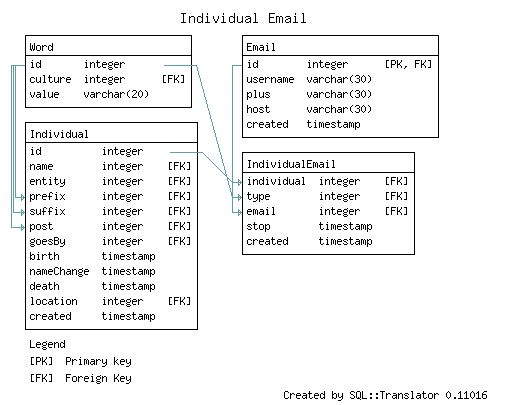 Individual Email
Word
id integer
culture integer [FK]
value varchar(20)
Email
id integer [PK, FK]
username varchar(30)
plus varchar(30)
host varchar(30)
created timestamp
Individual
id integer
name integer [FK]
entity integer [FK]
prefix integer [FK]
suffix integer [FK]
post integer [FK]
goesBy integer [FK]
birth timestamp
nameChange timestamp
death timestamp
location integer [FK]
created timestamp
IndividualEmail
individual integer [FK]
type integer [FK]
email integer [FK]
stop timestamp
created timestamp
Legend
[PK] Primary key
[FK] Foreign Key
Created by SQL::Translator 0.11016